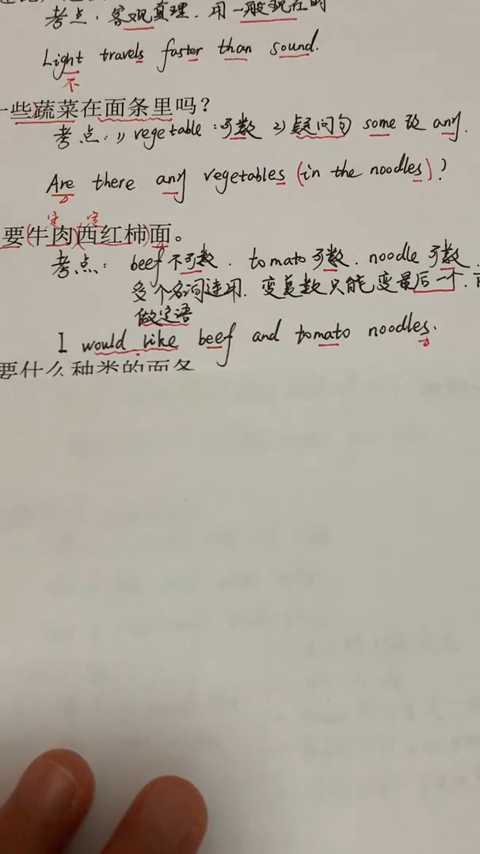 考点：客观真理，用一般现在时
Light travels faster than sound.
不
一些蔬菜在面条里吗？
考点：1) vegetable：可数 2) 疑问句 some 改 any.
Are there any vegetables (in the noodles)?
定 定
要(牛肉)(西红柿)面。
考点： beef 不可数. tomato 可数. noodle 可数
多个名词连用，变复数只能变最后一个，
做定语
I would like beef and tomato noodles.
要什么种类的面条